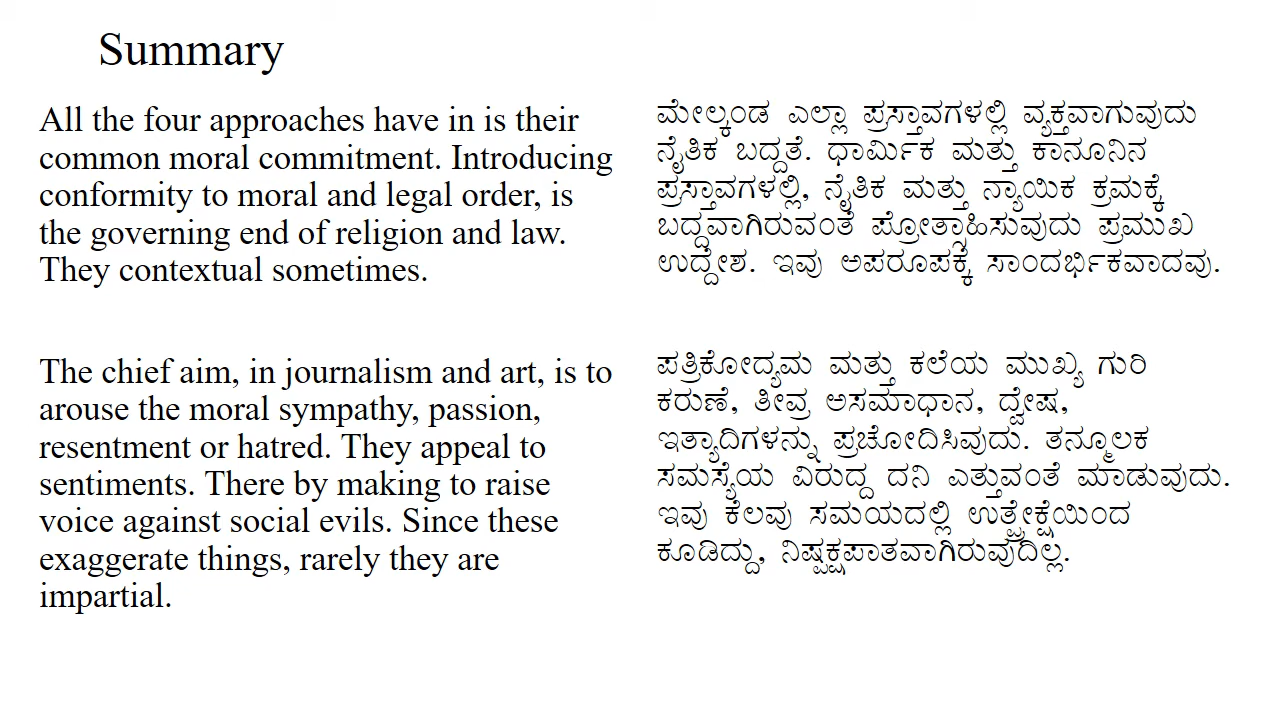 Summary
All the four approaches have in is their
common moral commitment. Introducing
conformity to moral and legal order, is
the governing end of religion and law.
They contextual sometimes.
The chief aim, in journalism and art, is to
arouse the moral sympathy, passion,
resentment or hatred. They appeal to
sentiments. There by making to raise
voice against social evils. Since these
exaggerate things, rarely they are
impartial.
ಮೇಲ್ಕಂಡ ಎಲ್ಲಾ ಪ್ರಸ್ತಾವಗಳಲ್ಲಿ ವ್ಯಕ್ತವಾಗುವುದು
ನೈತಿಕ ಬದ್ದತೆ. ಧಾರ್ಮಿಕ ಮತ್ತು ಕಾನೂನಿನ
ಪ್ರಸ್ತಾವಗಳಲ್ಲಿ, ನೈತಿಕ ಮತ್ತು ನ್ಯಾಯಿಕ ಕ್ರಮಕ್ಕೆ
ಬದ್ದವಾಗಿರುವಂತೆ ಪ್ರೋತ್ಸಾಹಿಸುವುದು ಪ್ರಮುಖ
ಉದ್ದೇಶ. ಇವು ಅಪರೂಪಕ್ಕೆ ಸಾಂದರ್ಭಿಕವಾದವು.
ಪತ್ರಿಕೋದ್ಯಮ ಮತ್ತು ಕಲೆಯ ಮುಖ್ಯ ಗುರಿ
ಕರುಣೆ, ತೀವ್ರ ಅಸಮಾಧಾನ, ದ್ವೇಷ,
ಇತ್ಯಾದಿಗಳನ್ನು ಪ್ರಚೋದಿಸಿವುದು. ತನ್ಮೂಲಕ
ಸಮಸ್ಯೆಯ ವಿರುದ್ದ ದನಿ ಎತ್ತುವಂತೆ ಮಾಡುವುದು.
ಇವು ಕೆಲವು ಸಮಯದಲ್ಲಿ ಉತ್ಪ್ರೇಕ್ಷೆಯಿಂದ
ಕೂಡಿದ್ದು, ನಿಷ್ಪಕ್ಷಪಾತವಾಗಿರುವುದಿಲ್ಲ.